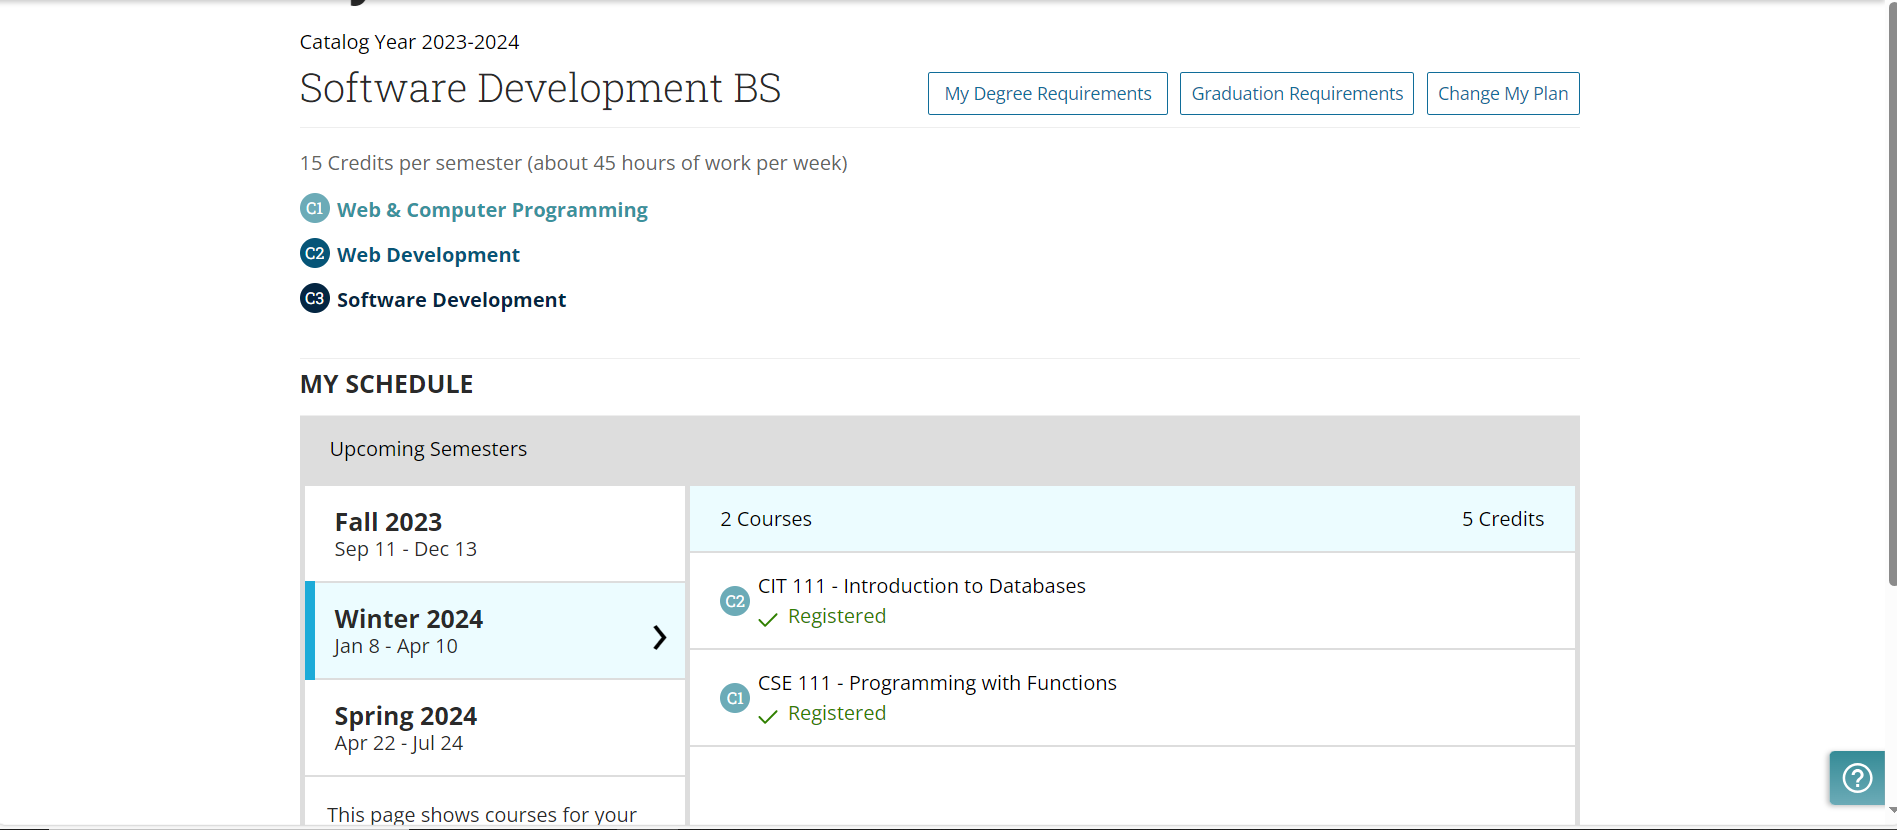 Catalog Year 2023-2024
Software Development BS
My Degree Requirements
Graduation Requirements
Change My Plan
15 Credits per semester (about 45 hours of work per week)
C1 Web & Computer Programming
C2 Web Development
C3 Software Development
MY SCHEDULE
Upcoming Semesters
Fall 2023
Sep 11 - Dec 13
Winter 2024
Jan 8 - Apr 10
Spring 2024
Apr 22 - Jul 24
This page shows courses for your
2 Courses
5 Credits
C2 CIT 111 - Introduction to Databases
Registered
C1 CSE 111 - Programming with Functions
Registered